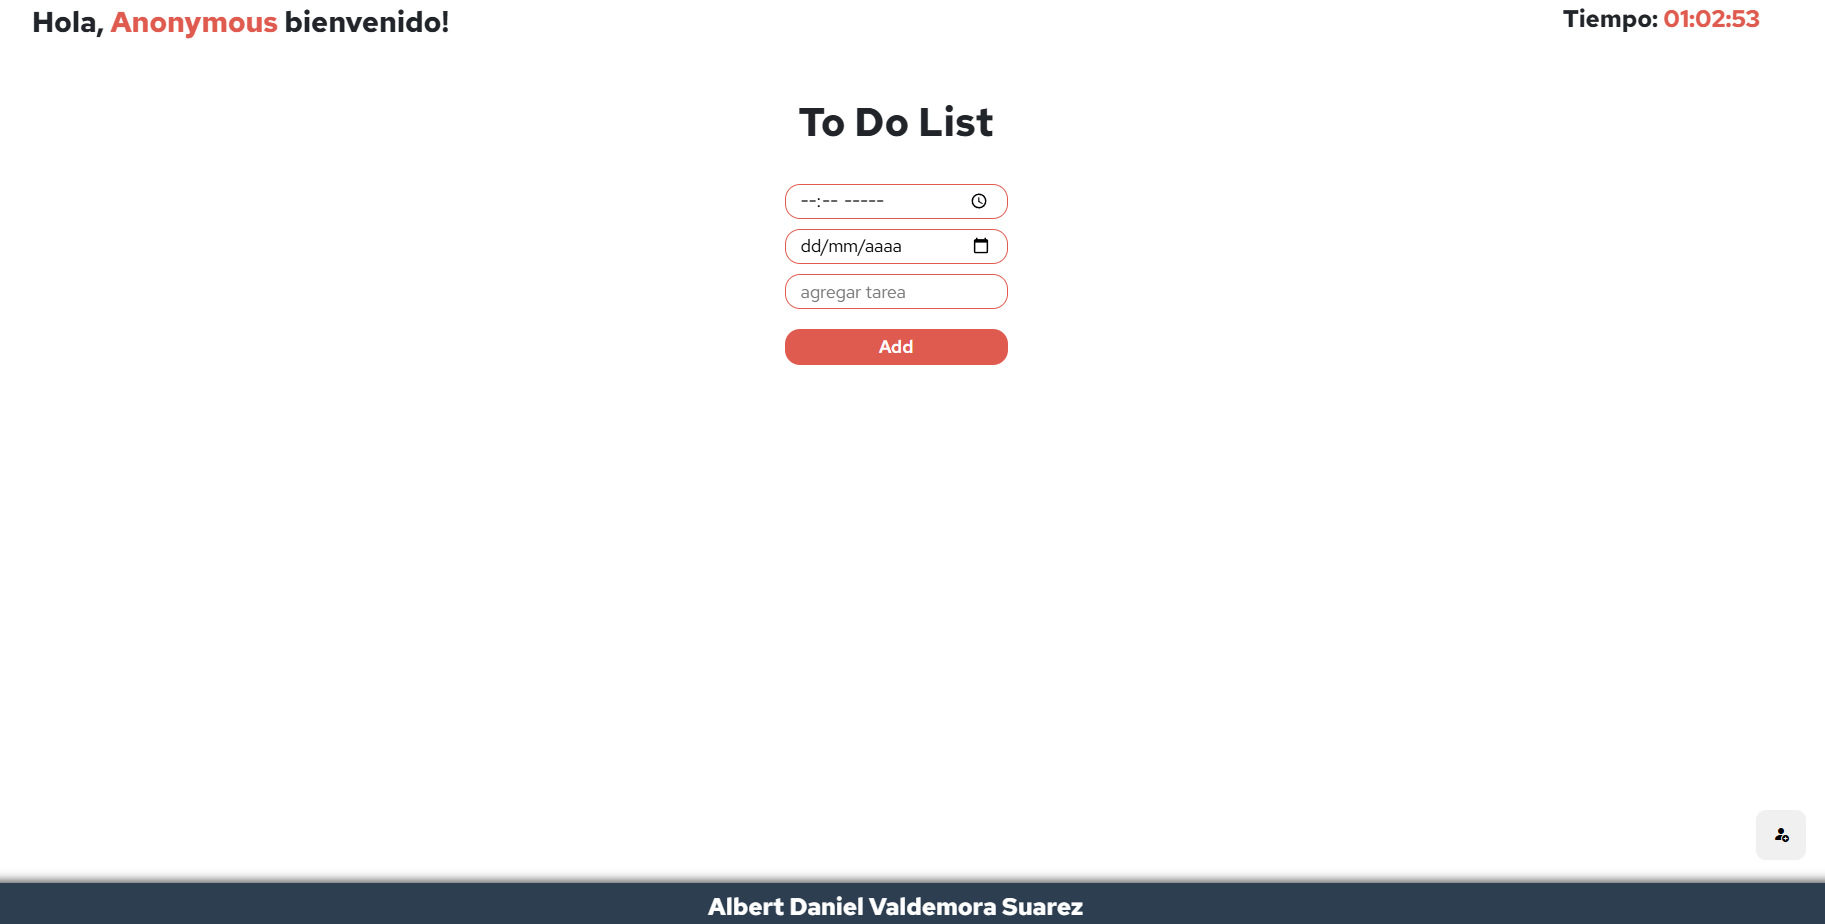 Hola, Anonymous bienvenido!
Tiempo: 01:02:53
To Do List
--:-- -----
dd/mm/aaaa
agregar tarea
Add
Albert Daniel Valdemora Suarez